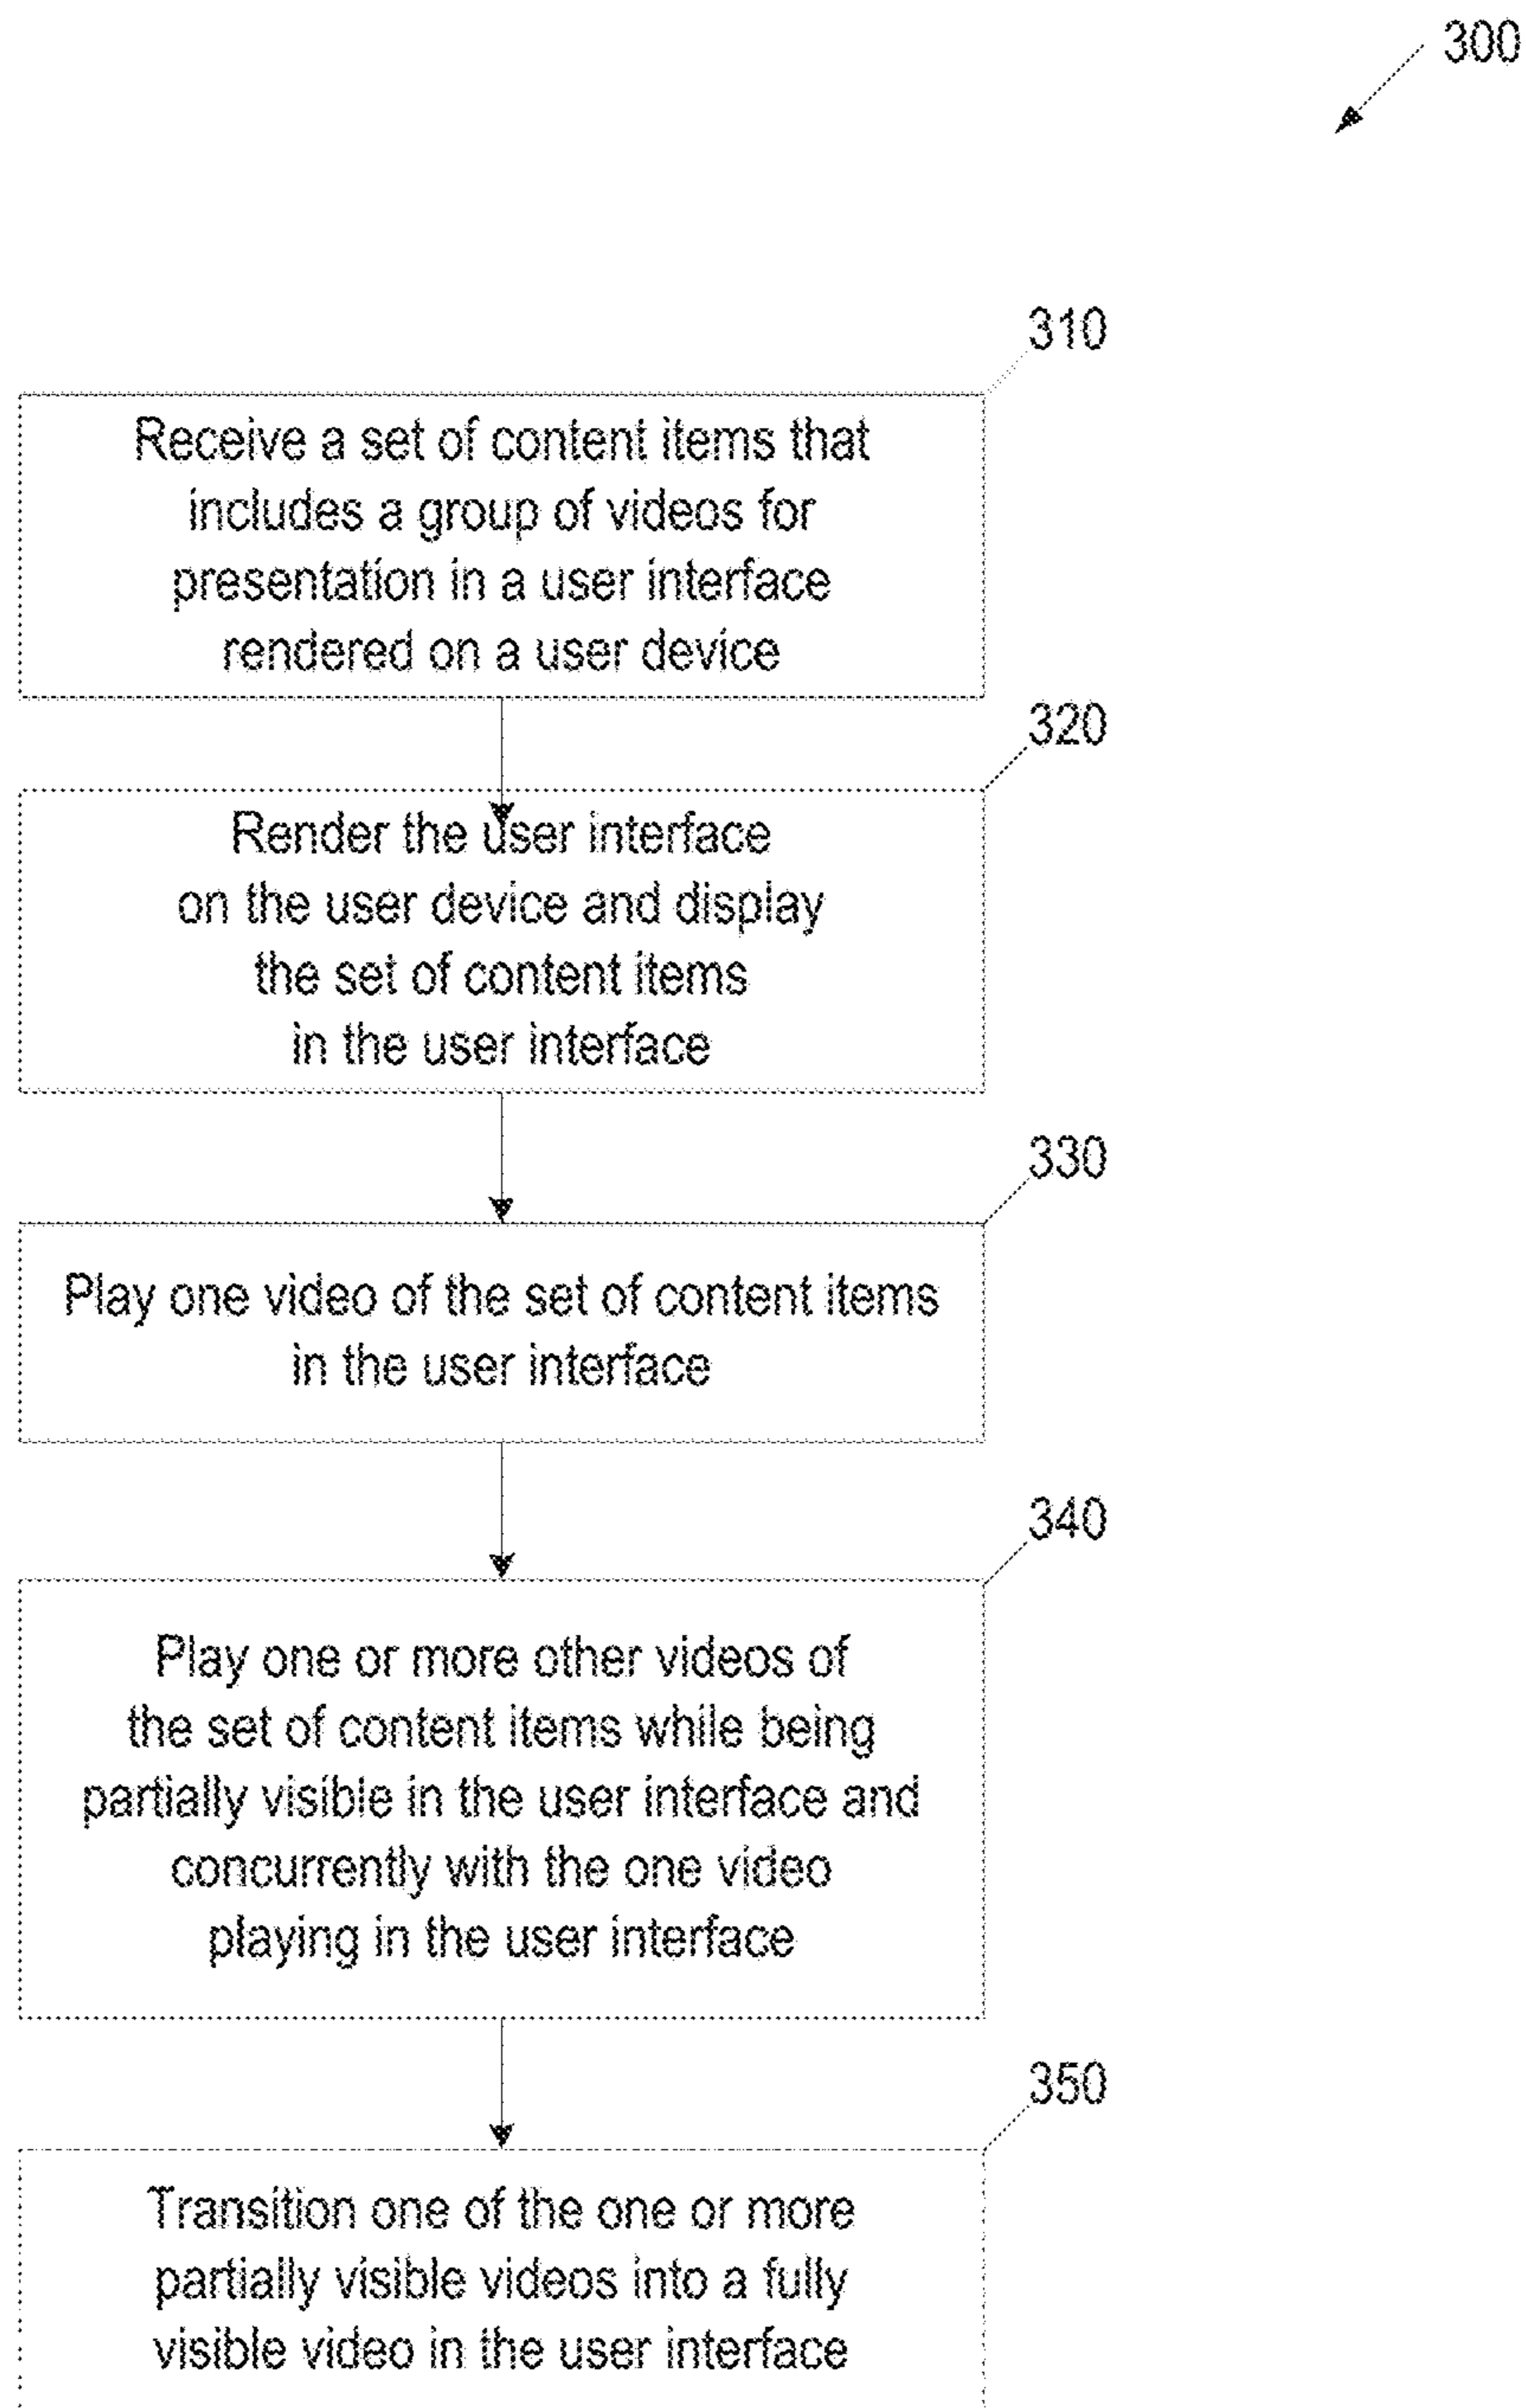 300
310
Receive a set of content items that
includes a group of videos for
presentation in a user interface
rendered on a user device
320
Render the user interface
on the user device and display
the set of content items
in the user interface
330
Play one video of the set of content items
in the user interface
340
Play one or more other videos of
the set of content items while being
partially visible in the user interface and
concurrently with the one video
playing in the user interface
350
Transition one of the one or more
partially visible videos into a fully
visible video in the user interface